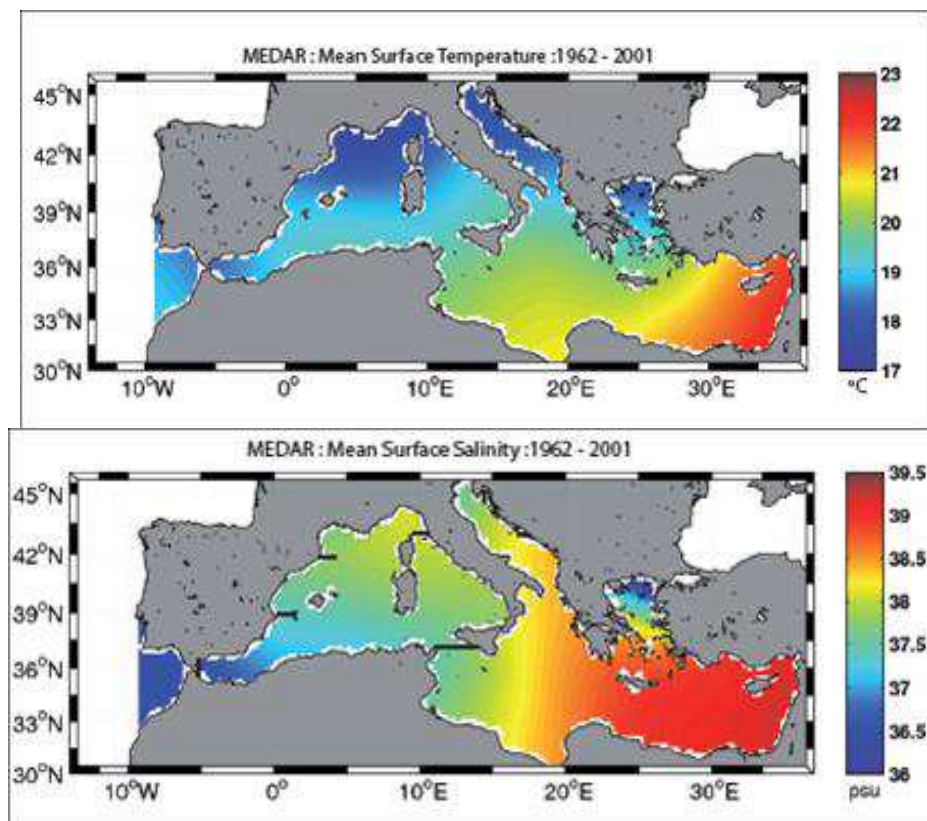 MEDAR : Mean Surface Temperature :1962 - 2001
45°N
42°N
39°N
36°N
33°N
30°N
10°W
0°
10°E
20°E
30°E
23
22
21
20
19
18
17
°C
MEDAR : Mean Surface Salinity :1962 - 2001
45°N
42°N
39°N
36°N
33°N
30°N
10°W
0°
10°E
20°E
30°E
39.5
39
38.5
38
37.5
37
36.5
36
psu